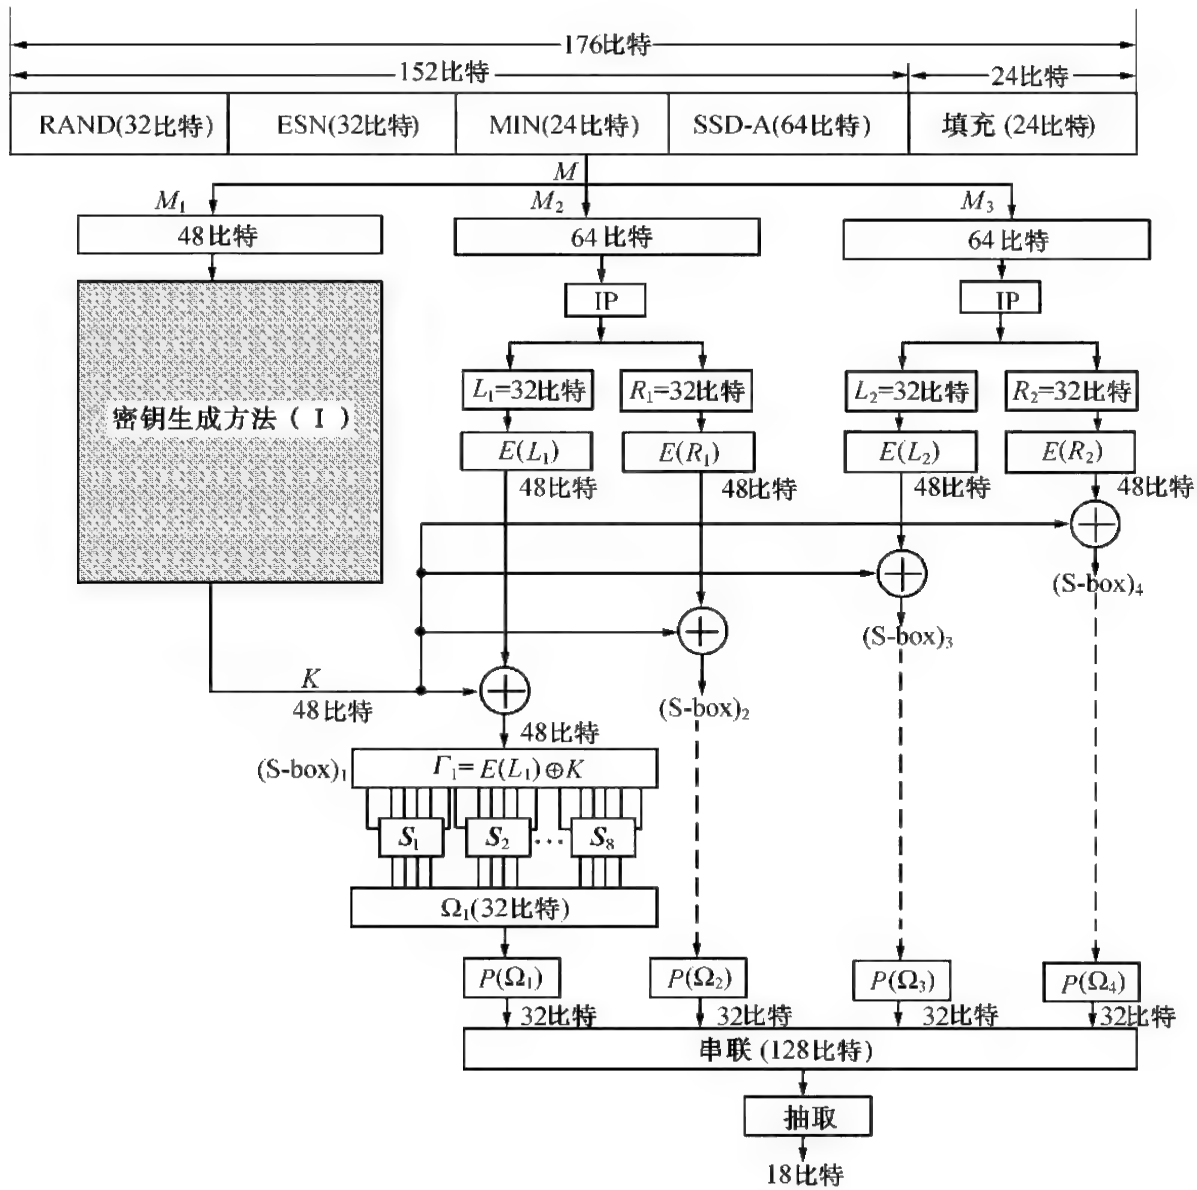 176比特
152比特 24比特
RAND(32比特) ESN(32比特) MIN(24比特) SSD-A(64比特) 填充 (24比特)
M
M₁ M₂ M₃
48比特 64比特 64比特
IP IP
L₁=32比特 R₁=32比特 L₂=32比特 R₂=32比特
密钥生成方法（Ⅰ）
E(L₁) E(R₁) E(L₂) E(R₂)
48比特 48比特 48比特 48比特
(S-box)₄
(S-box)₃
K
48比特
(S-box)₂
48比特
(S-box)₁ Γ₁= E(L₁)⊕K
S₁ S₂ … S₈
Ω₁(32比特)
P(Ω₁) P(Ω₂) P(Ω₃) P(Ω₄)
32比特 32比特 32比特 32比特
串联 (128比特)
抽取
18比特